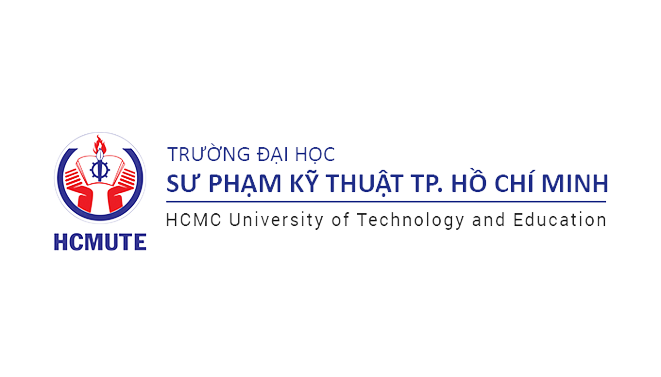 TRƯỜNG ĐẠI HỌC
SƯ PHẠM KỸ THUẬT TP. HỒ CHÍ MINH
HCMC University of Technology and Education
HCMUTE